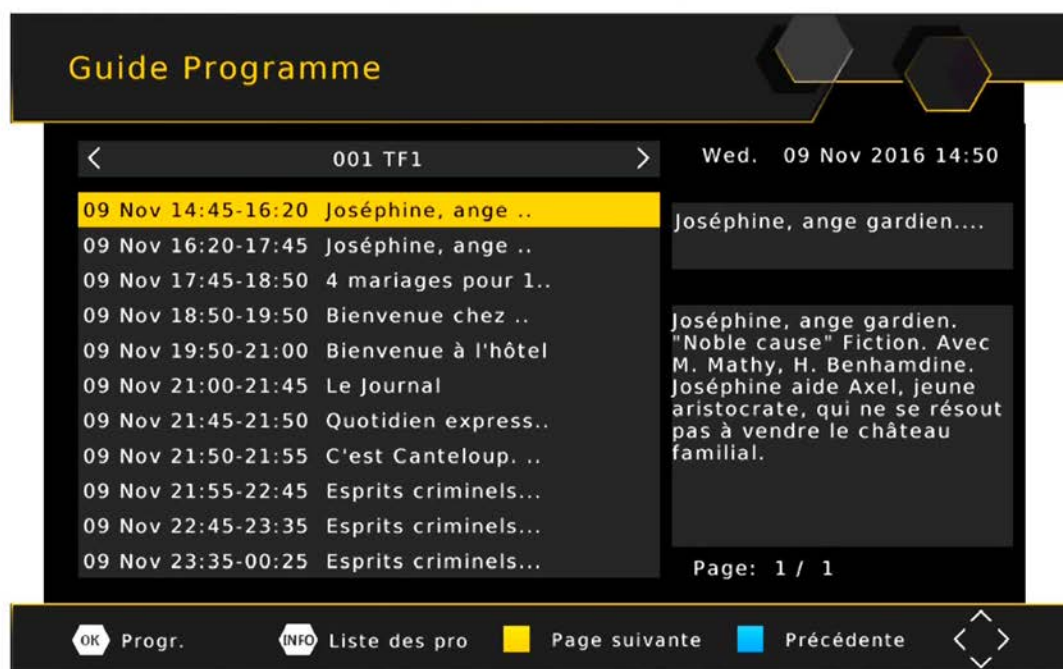 Guide Programme
001 TF1
Wed. 09 Nov 2016 14:50
09 Nov 14:45-16:20 Joséphine, ange ..
09 Nov 16:20-17:45 Joséphine, ange ..
09 Nov 17:45-18:50 4 mariages pour 1..
09 Nov 18:50-19:50 Bienvenue chez ..
09 Nov 19:50-21:00 Bienvenue à l'hôtel
09 Nov 21:00-21:45 Le Journal
09 Nov 21:45-21:50 Quotidien express..
09 Nov 21:50-21:55 C'est Canteloup. ..
09 Nov 21:55-22:45 Esprits criminels...
09 Nov 22:45-23:35 Esprits criminels...
09 Nov 23:35-00:25 Esprits criminels...
Joséphine, ange gardien....
Joséphine, ange gardien.
"Noble cause" Fiction. Avec
M. Mathy, H. Benhamdine.
Joséphine aide Axel, jeune
aristocrate, qui ne se résout
pas à vendre le château
familial.
Page: 1 / 1
OK Progr. INFO Liste des pro Page suivante Précédente